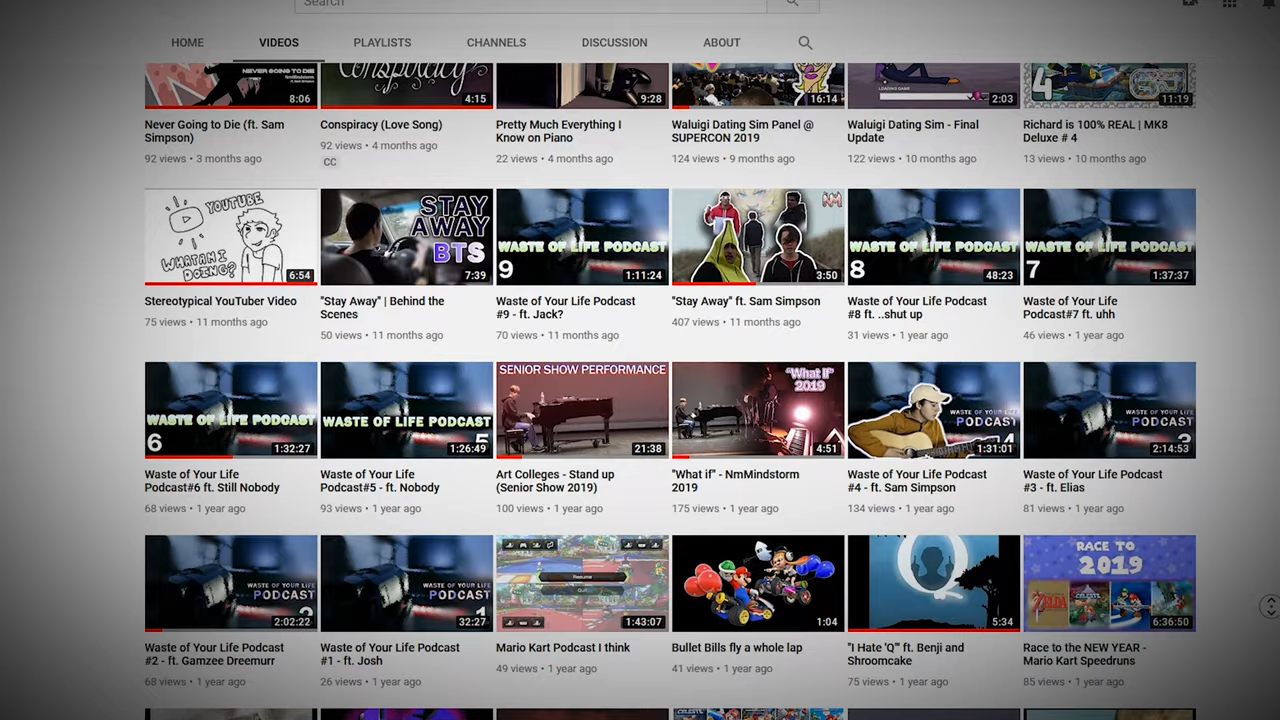 Search
HOME
VIDEOS
PLAYLISTS
CHANNELS
DISCUSSION
ABOUT
NEVER GOING TO DIE
8:06
Conspiracy
4:15
9:28
16:14
LOADING GAME
2:03
4
11:19
Never Going to Die (ft. Sam
Simpson)
92 views • 3 months ago
Conspiracy (Love Song)
92 views • 4 months ago
CC
Pretty Much Everything I
Know on Piano
22 views • 4 months ago
Waluigi Dating Sim Panel @
SUPERCON 2019
124 views • 9 months ago
Waluigi Dating Sim - Final
Update
122 views • 10 months ago
Richard is 100% REAL | MK8
Deluxe # 4
13 views • 10 months ago
YOUTUBE
WHAT AM I
DOING?
6:54
STAY
AWAY
BTS
7:39
WASTE OF LIFE PODCAST
9
1:11:24
3:50
WASTE OF LIFE PODCAST
8
48:23
WASTE OF LIFE PODCAST
7
1:37:37
Stereotypical YouTuber Video
75 views • 11 months ago
"Stay Away" | Behind the
Scenes
50 views • 11 months ago
Waste of Your Life Podcast
#9 - ft. Jack?
70 views • 11 months ago
"Stay Away" ft. Sam Simpson
407 views • 11 months ago
Waste of Your Life Podcast
#8 ft. ..shut up
31 views • 1 year ago
Waste of Your Life
Podcast#7 ft. uhh
46 views • 1 year ago
WASTE OF LIFE PODCAST
6
1:32:27
WASTE OF LIFE PODCAST
5
1:26:49
SENIOR SHOW PERFORMANCE
21:38
"What If"
2019
4:51
WASTE OF YOUR LIFE
PODCAST
4
1:31:01
WASTE OF YOUR LIFE
PODCAST
3
2:14:53
Waste of Your Life
Podcast#6 ft. Still Nobody
68 views • 1 year ago
Waste of Your Life
Podcast#5 - ft. Nobody
93 views • 1 year ago
Art Colleges - Stand up
(Senior Show 2019)
100 views • 1 year ago
"What if" - NmMindstorm
2019
175 views • 1 year ago
Waste of Your Life Podcast
#4 - ft. Sam Simpson
134 views • 1 year ago
Waste of Your Life Podcast
#3 - ft. Elias
81 views • 1 year ago
WASTE OF YOUR LIFE
PODCAST
2
2:02:22
WASTE OF YOUR LIFE
PODCAST
1
32:27
Resume
Quit
1:43:07
1:04
Q
5:34
RACE TO
2019
ZELDA
CELESTE
6:36:50
Waste of Your Life Podcast
#2 - ft. Gamzee Dreemurr
68 views • 1 year ago
Waste of Your Life Podcast
#1 - ft. Josh
26 views • 1 year ago
Mario Kart Podcast I think
49 views • 1 year ago
Bullet Bills fly a whole lap
41 views • 1 year ago
"I Hate 'Q'" ft. Benji and
Shroomcake
75 views • 1 year ago
Race to the NEW YEAR -
Mario Kart Speedruns
85 views • 1 year ago